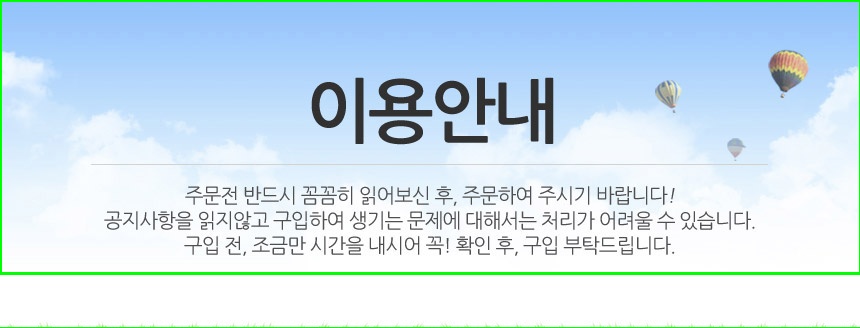 이용안내
주문전 반드시 꼼꼼히 읽어보신 후, 주문하여 주시기 바랍니다!
공지사항을 읽지않고 구입하여 생기는 문제에 대해서는 처리가 어려울 수 있습니다.
구입 전, 조금만 시간을 내시어 꼭! 확인 후, 구입 부탁드립니다.